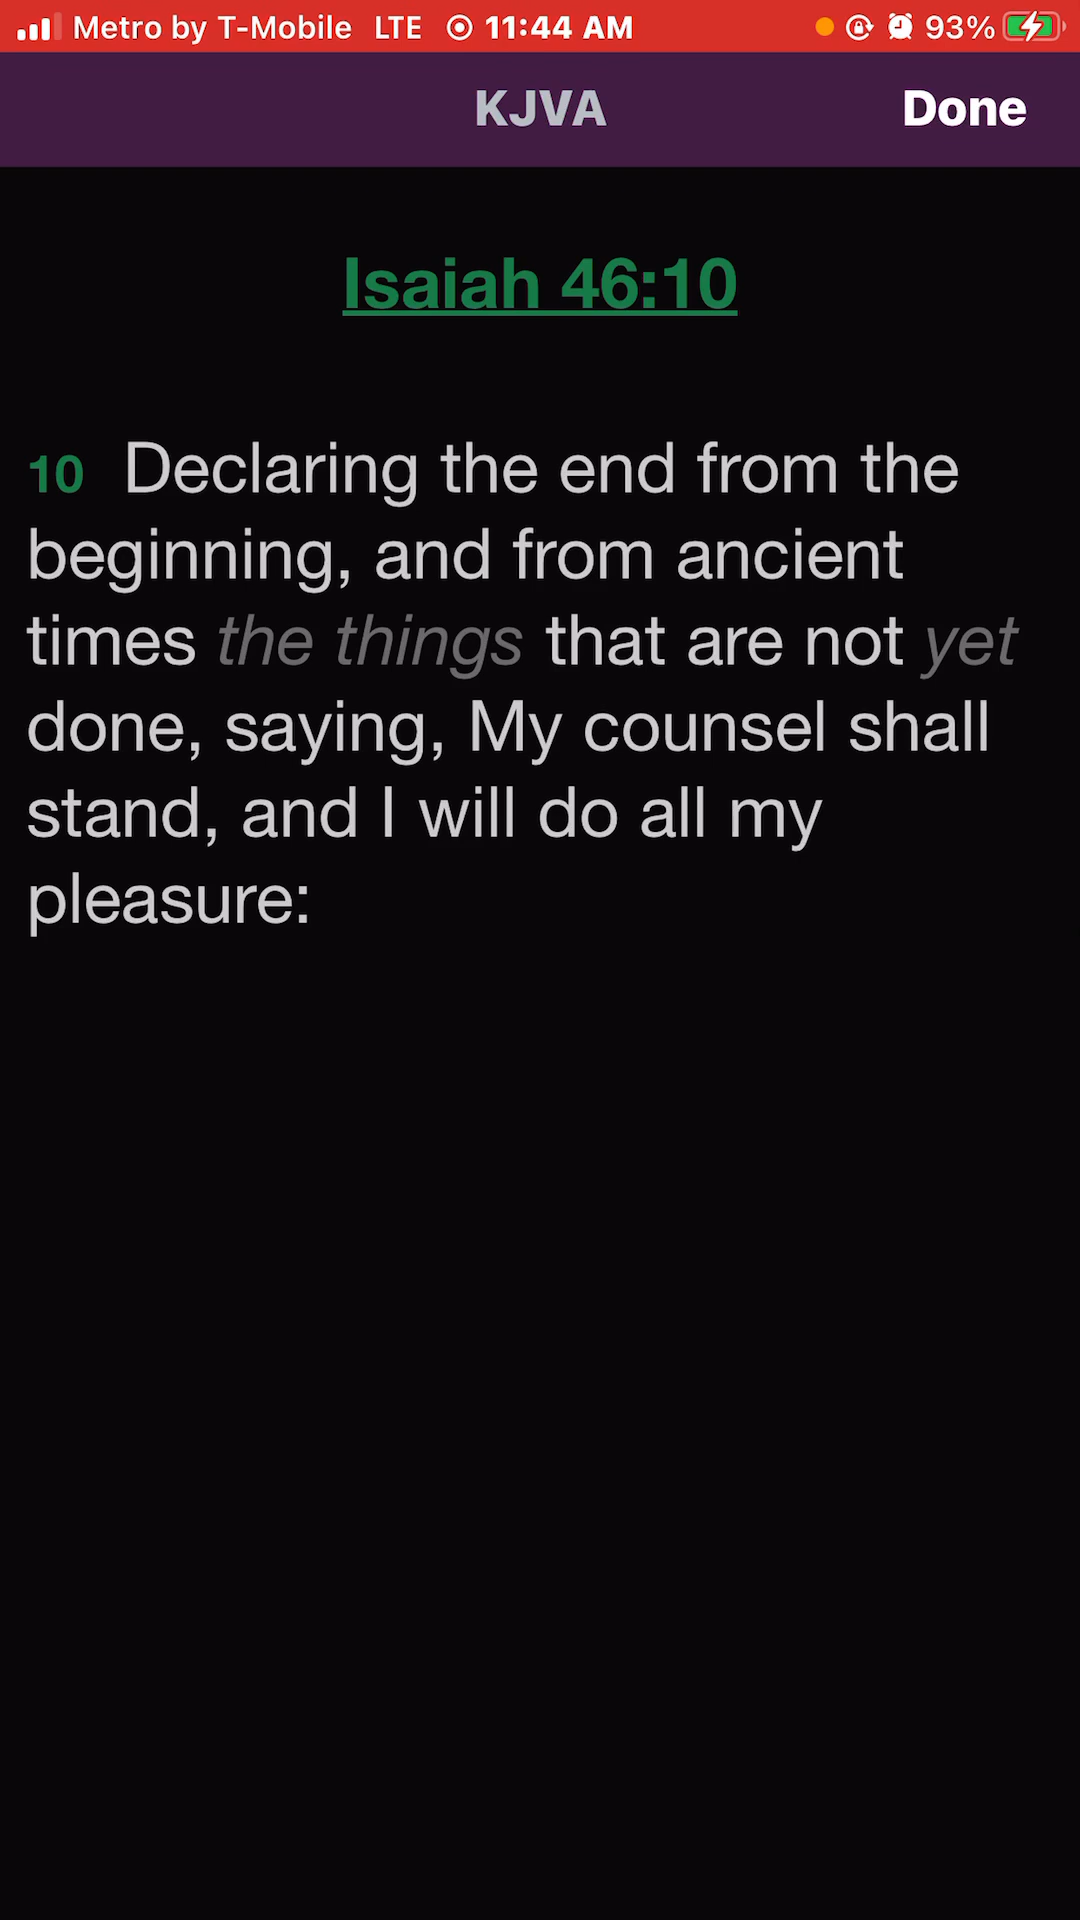 Metro by T-Mobile LTE 11:44 AM 93%
KJVA Done
Isaiah 46:10
10 Declaring the end from the
beginning, and from ancient
times the things that are not yet
done, saying, My counsel shall
stand, and I will do all my
pleasure: